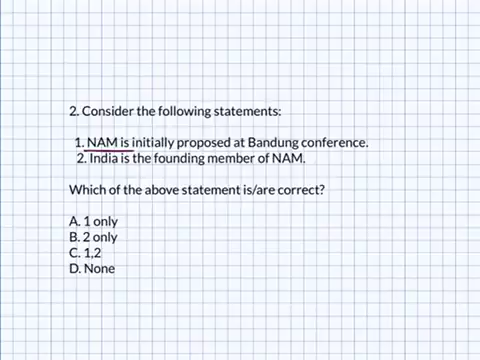 2. Consider the following statements:
1. NAM is initially proposed at Bandung conference.
2. India is the founding member of NAM.
Which of the above statement is/are correct?
A. 1 only
B. 2 only
C. 1,2
D. None